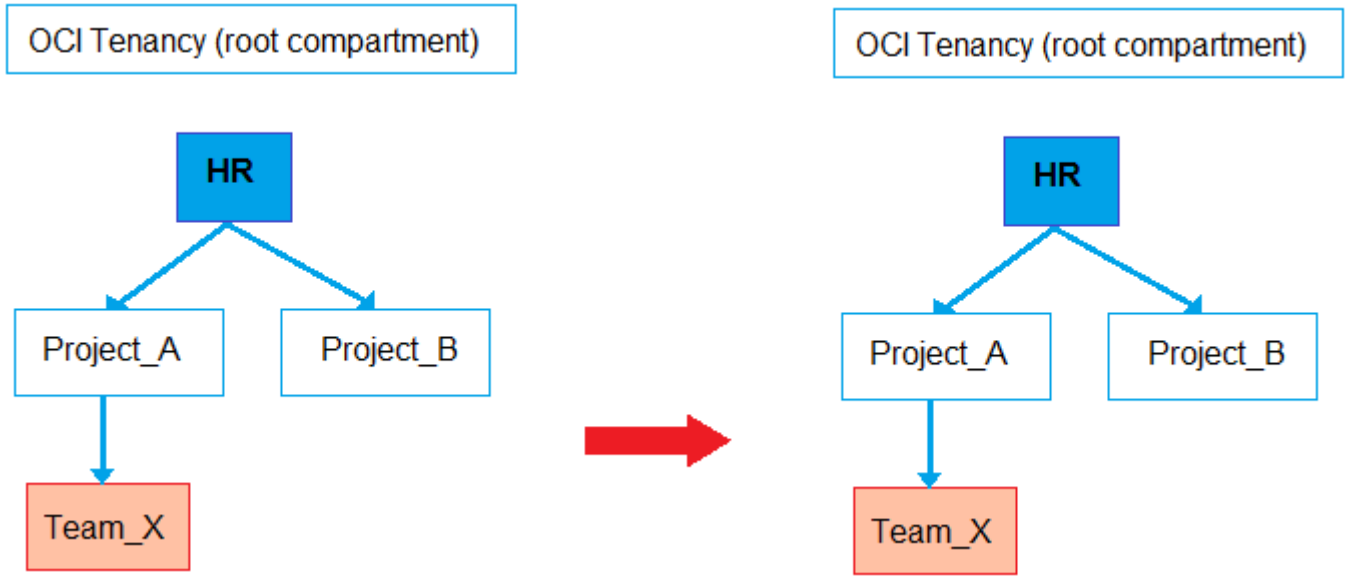 OCI Tenancy (root compartment)
HR
Project_A
Project_B
Team_X
OCI Tenancy (root compartment)
HR
Project_A
Project_B
Team_X